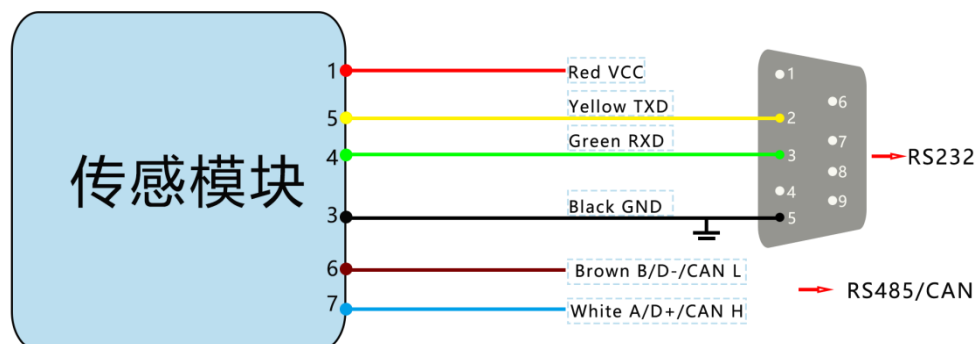 传感模块
1
Red VCC
5
Yellow TXD
4
Green RXD
3
Black GND
6
Brown B/D-/CAN L
7
White A/D+/CAN H
1
6
2
7
3
8
4
9
5
RS232
RS485/CAN